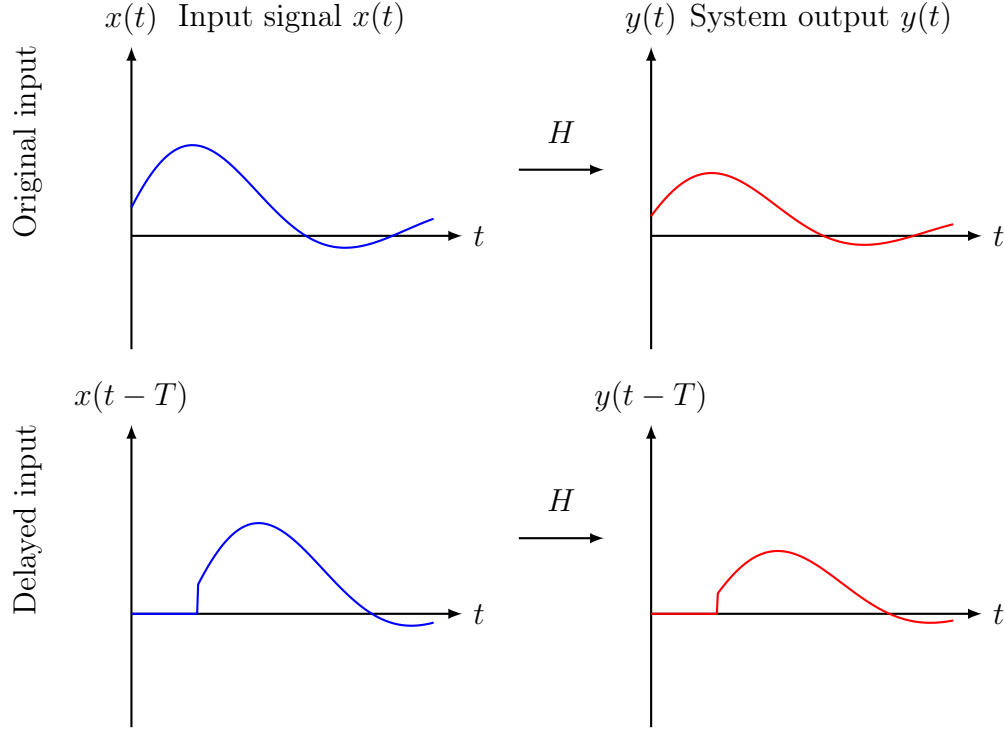 x(t) Input signal x(t)
y(t) System output y(t)
Original input
H
t
t
x(t − T)
y(t − T)
Delayed input
H
t
t